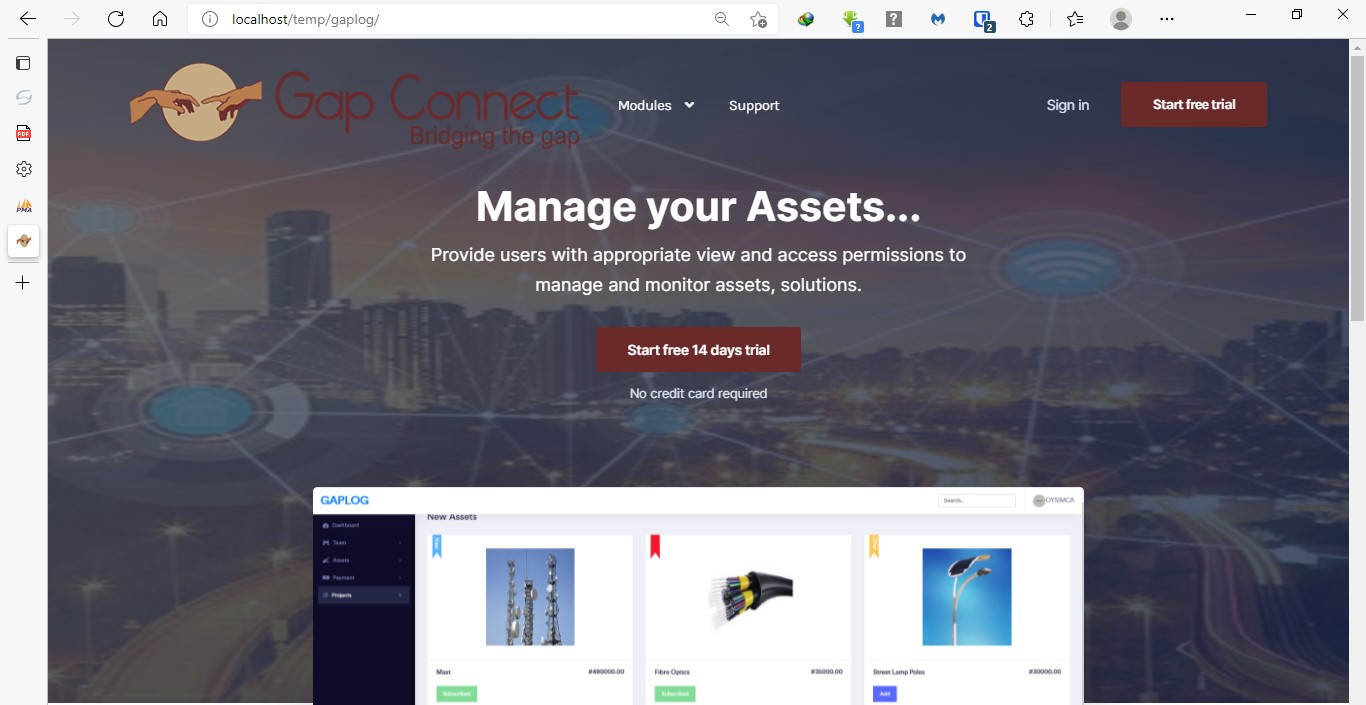 localhost/temp/gaplog/
2
PDF
PMA
Gap Connect
Bridging the gap
Modules
Support
Sign in
Start free trial
Manage your Assets...
Provide users with appropriate view and access permissions to
manage and monitor assets, solutions.
Start free 14 days trial
No credit card required
GAPLOG
Search..
OYSIMCA
Dashboard
Team
Assets
Payment
Projects
New Assets
Mast
#490000.00
Subscribed
Fibre Optics
#35000.00
Subscribed
Street Lamp Poles
#30000.00
Add